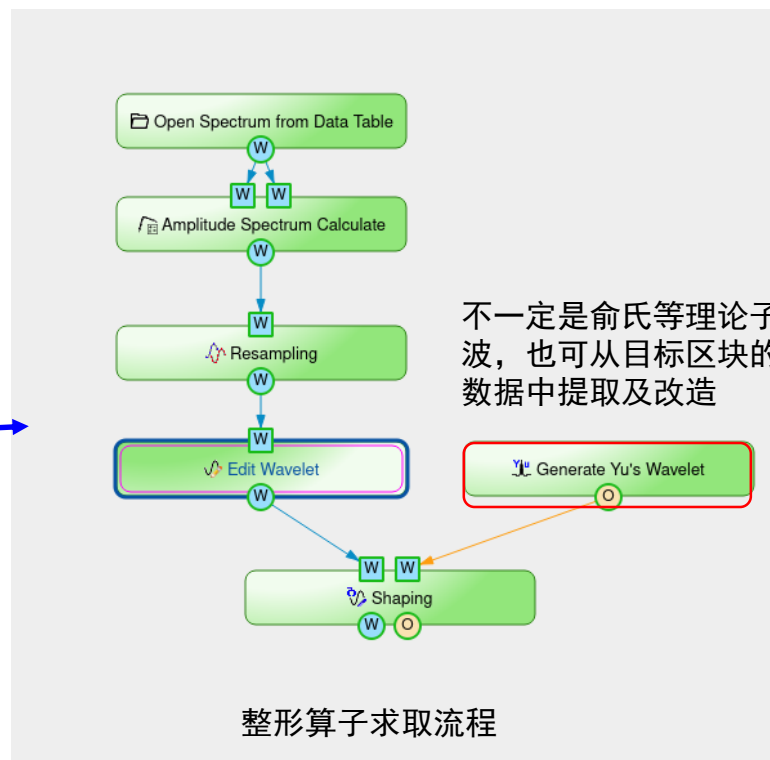 Open Spectrum from Data Table
W
W W
Amplitude Spectrum Calculate
W
W
Resampling
W
不一定是俞氏等理论子
波，也可从目标区块的
数据中提取及改造
W
Edit Wavelet
W
Yu
Generate Yu's Wavelet
O
W W
Shaping
W O
整形算子求取流程